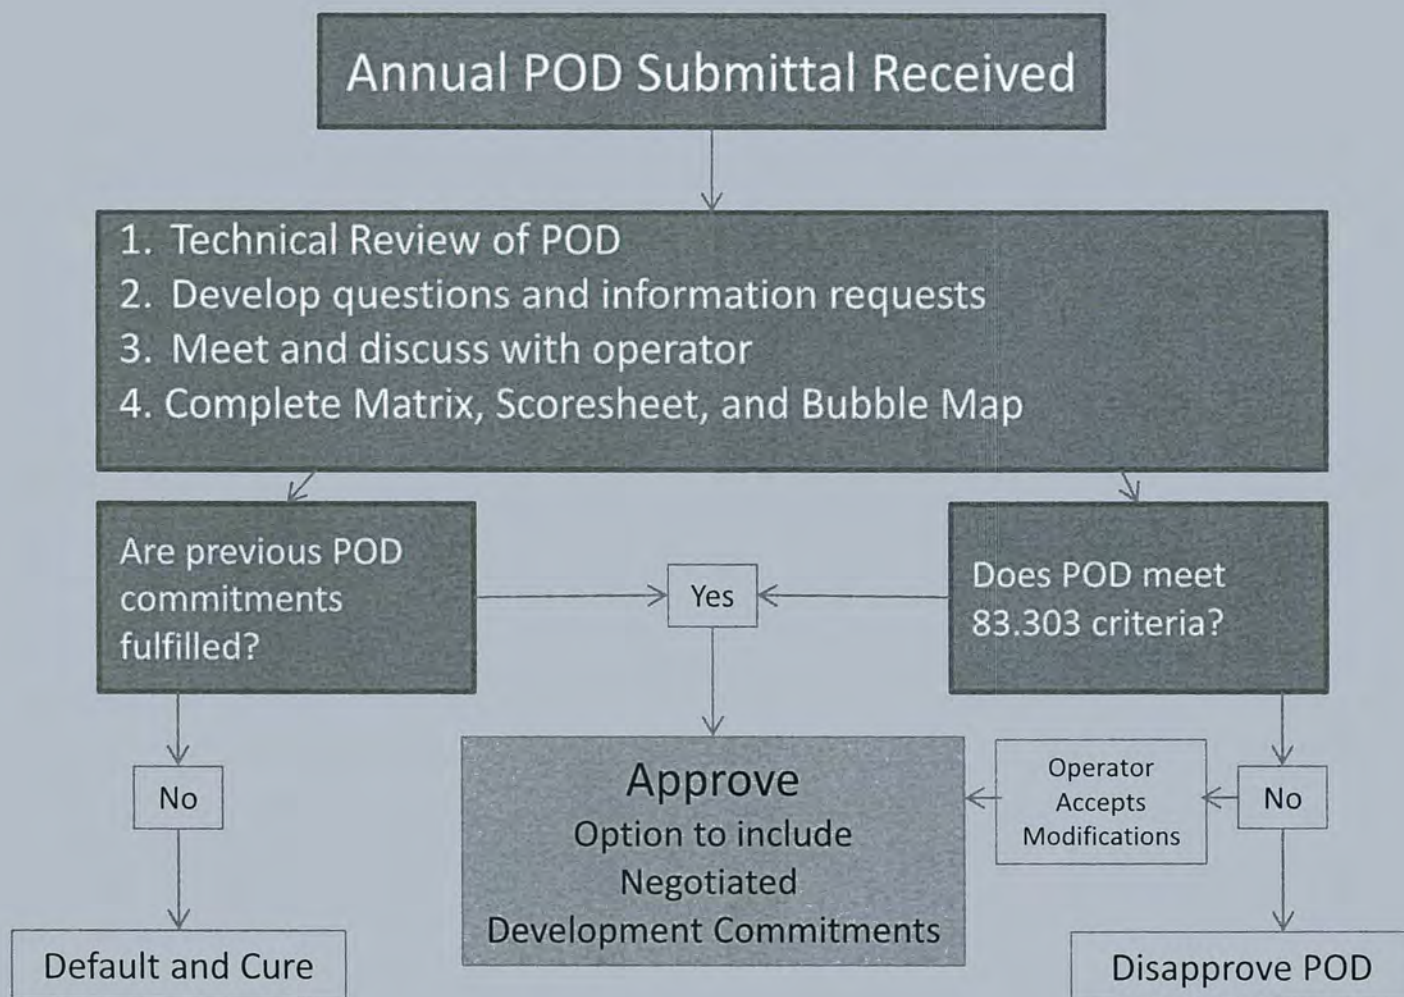 Annual POD Submittal Received
1. Technical Review of POD
2. Develop questions and information requests
3. Meet and discuss with operator
4. Complete Matrix, Scoresheet, and Bubble Map
Are previous POD
commitments
fulfilled?
Yes
Does POD meet
83.303 criteria?
No
Approve
Option to include
Negotiated
Development Commitments
Operator
Accepts
Modifications
No
Default and Cure
Disapprove POD